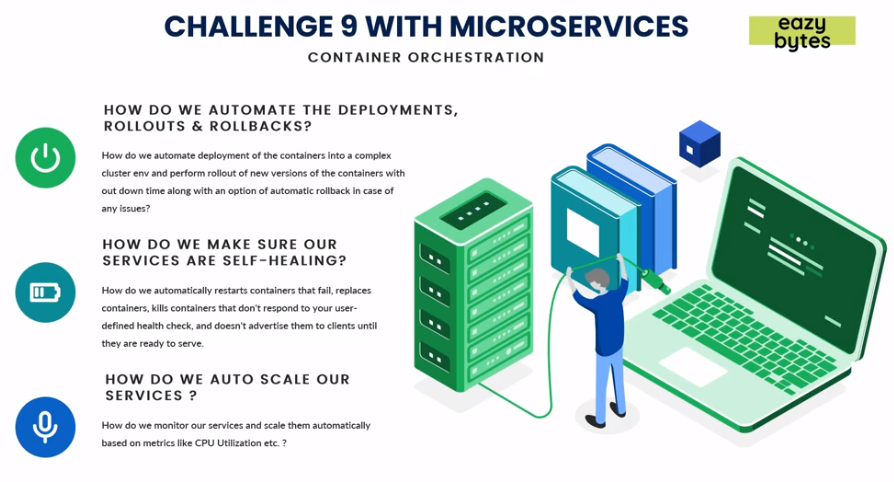 CHALLENGE 9 WITH MICROSERVICES
eazy
bytes
CONTAINER ORCHESTRATION
HOW DO WE AUTOMATE THE DEPLOYMENTS,
ROLLOUTS & ROLLBACKS?
How do we automate deployment of the containers into a complex
cluster env and perform rollout of new versions of the containers with
out down time along with an option of automatic rollback in case of
any issues?
HOW DO WE MAKE SURE OUR
SERVICES ARE SELF-HEALING?
How do we automatically restarts containers that fail, replaces
containers, kills containers that don't respond to your user-
defined health check, and doesn't advertise them to clients until
they are ready to serve.
HOW DO WE AUTO SCALE OUR
SERVICES ?
How do we monitor our services and scale them automatically
based on metrics like CPU Utilization etc. ?